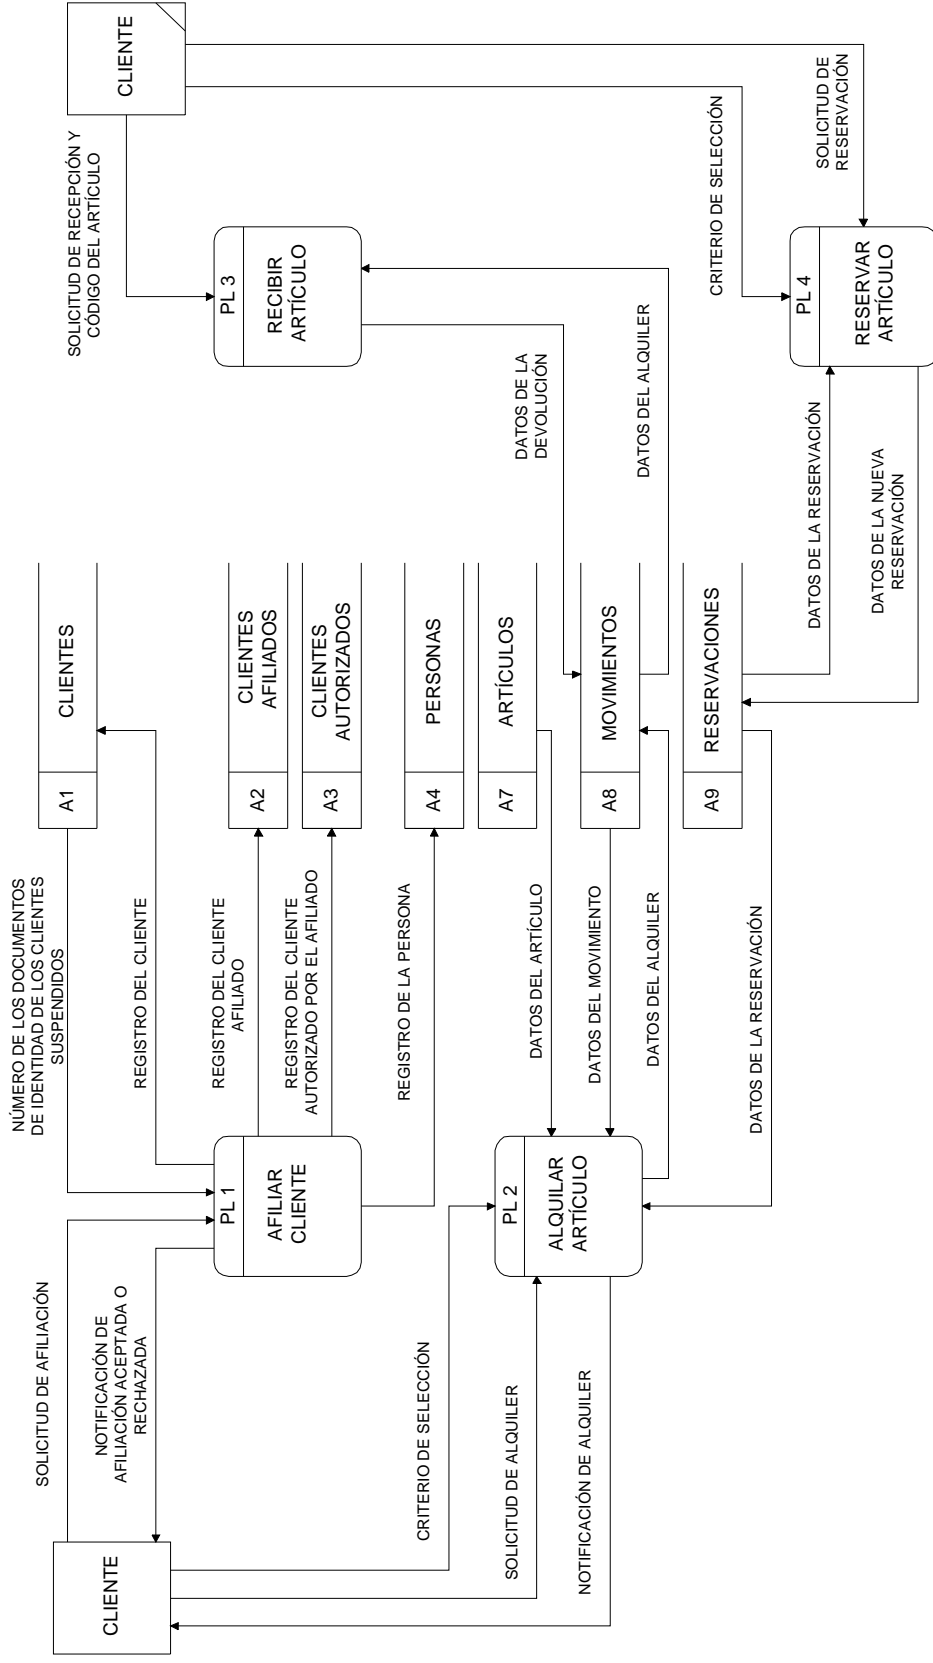 CLIENTE
SOLICITUD DE AFILIACIÓN
NOTIFICACIÓN DE
AFILIACIÓN ACEPTADA O
RECHAZADA
CRITERIO DE SELECCIÓN
SOLICITUD DE ALQUILER
NOTIFICACIÓN DE ALQUILER
PL 1
AFILIAR
CLIENTE
PL 2
ALQUILAR
ARTÍCULO
NÚMERO DE LOS DOCUMENTOS
DE IDENTIDAD DE LOS CLIENTES
SUSPENDIDOS
REGISTRO DEL CLIENTE
REGISTRO DEL CLIENTE
AFILIADO
REGISTRO DEL CLIENTE
AUTORIZADO POR EL AFILIADO
REGISTRO DE LA PERSONA
DATOS DEL ARTÍCULO
DATOS DEL MOVIMIENTO
DATOS DEL ALQUILER
DATOS DE LA RESERVACIÓN
A1
CLIENTES
A2
CLIENTES
AFILIADOS
A3
CLIENTES
AUTORIZADOS
A4
PERSONAS
A7
ARTÍCULOS
A8
MOVIMIENTOS
A9
RESERVACIONES
DATOS DE LA
DEVOLUCIÓN
DATOS DEL ALQUILER
DATOS DE LA RESERVACIÓN
DATOS DE LA NUEVA
RESERVACIÓN
SOLICITUD DE RECEPCIÓN Y
CÓDIGO DEL ARTÍCULO
PL 3
RECIBIR
ARTÍCULO
PL 4
RESERVAR
ARTÍCULO
CRITERIO DE SELECCIÓN
SOLICITUD DE
RESERVACIÓN
CLIENTE